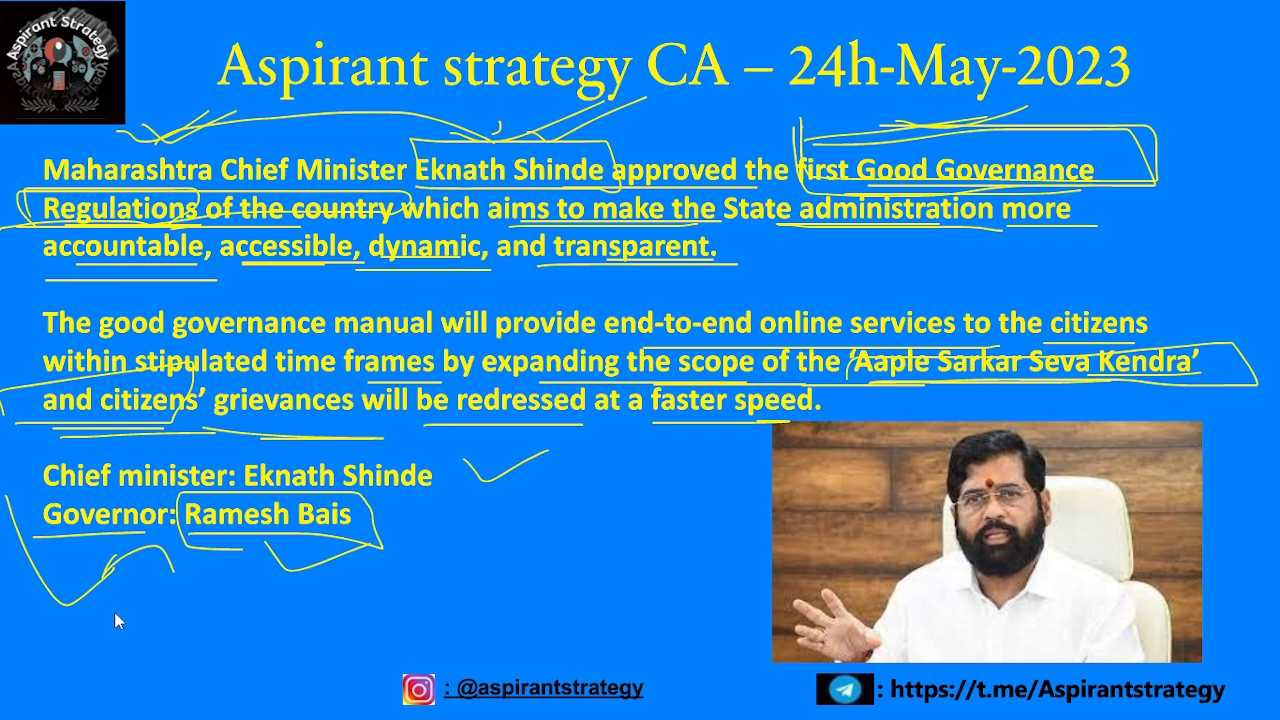 Aspirant Strategy
Aspirant strategy CA – 24h-May-2023
Maharashtra Chief Minister Eknath Shinde approved the first Good Governance
Regulations of the country which aims to make the State administration more
accountable, accessible, dynamic, and transparent.
The good governance manual will provide end-to-end online services to the citizens
within stipulated time frames by expanding the scope of the ‘Aaple Sarkar Seva Kendra’
and citizens’ grievances will be redressed at a faster speed.
Chief minister: Eknath Shinde
Governor: Ramesh Bais
: @aspirantstrategy
: https://t.me/Aspirantstrategy